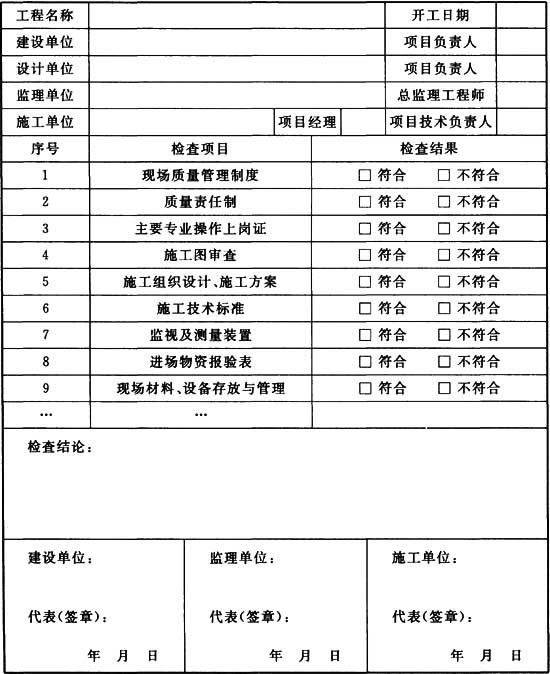 工程名称 开工日期
建设单位 项目负责人
设计单位 项目负责人
监理单位 总监理工程师
施工单位 项目经理 项目技术负责人
序号 检查项目 检查结果
1 现场质量管理制度 □ 符合 □ 不符合
2 质量责任制 □ 符合 □ 不符合
3 主要专业操作上岗证 □ 符合 □ 不符合
4 施工图审查 □ 符合 □ 不符合
5 施工组织设计、施工方案 □ 符合 □ 不符合
6 施工技术标准 □ 符合 □ 不符合
7 监视及测量装置 □ 符合 □ 不符合
8 进场物资报验表 □ 符合 □ 不符合
9 现场材料、设备存放与管理 □ 符合 □ 不符合
… …
检查结论：
建设单位： 监理单位： 施工单位：
代表(签章)： 代表(签章)： 代表(签章)：
年 月 日 年 月 日 年 月 日